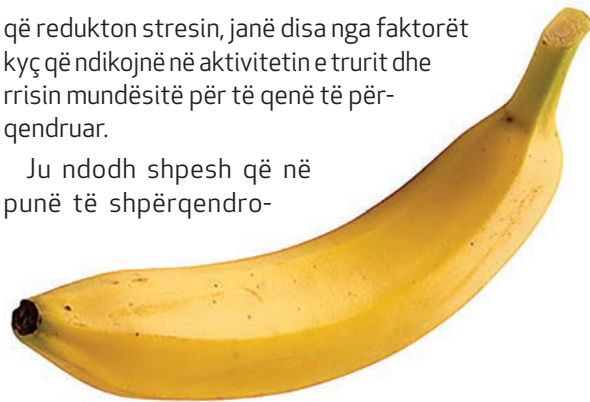 që redukton stresin, janë disa nga faktorët
kyç që ndikojnë në aktivitetin e trurit dhe
rrisin mundësitë për të qenë të për-
qendruar.
Ju ndodh shpesh që në
punë të shpërqendro-